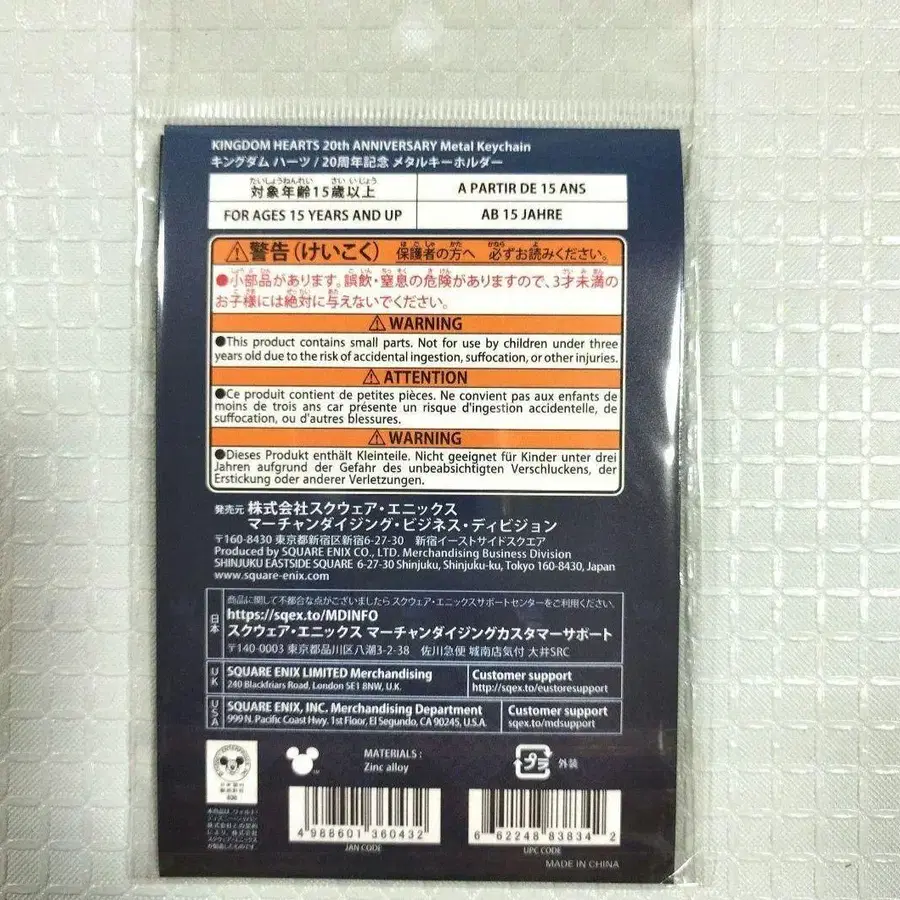 KINGDOM HEARTS 20th ANNIVERSARY Metal Keychain
キングダム ハーツ / 20周年記念 メタルキーホルダー
対象年齢15歳以上
A PARTIR DE 15 ANS
FOR AGES 15 YEARS AND UP
AB 15 JAHRE
⚠警告(けいこく) 保護者の方へ 必ずお読みください。
●小部品があります。誤飲・窒息の危険がありますので、3才未満の
お子様には絶対に与えないでください。
⚠WARNING
●This product contains small parts. Not for use by children under three
years old due to the risk of accidental ingestion, suffocation, or other injuries.
⚠ATTENTION
●Ce produit contient de petites pièces. Ne convient pas aux enfants de
moins de trois ans car présente un risque d'ingestion accidentelle, de
suffocation, ou d'autres blessures.
⚠WARNING
●Dieses Produkt enthält Kleinteile. Nicht geeignet für Kinder unter drei
Jahren aufgrund der Gefahr des unbeabsichtigten Verschluckens, der
Erstickung oder anderer Verletzungen.
発売元 株式会社スクウェア・エニックス
マーチャンダイジング・ビジネス・ディビジョン
〒160-8430 東京都新宿区新宿6-27-30 新宿イーストサイドスクエア
Produced by SQUARE ENIX CO., LTD. Merchandising Business Division
SHINJUKU EASTSIDE SQUARE 6-27-30 Shinjuku, Shinjuku-ku, Tokyo 160-8430, Japan
www.square-enix.com
日本
商品に関して不都合な点がございましたら スクウェア・エニックスサポートセンターをご利用ください。
https://sqex.to/MDINFO
スクウェア・エニックス マーチャンダイジングカスタマーサポート
〒140-0003 東京都品川区八潮3-2-38 佐川急便 城南店気付 大井SRC
UK
SQUARE ENIX LIMITED Merchandising
240 Blackfriars Road, London SE1 8NW, U.K.
Customer support
http://sqex.to/eustoresupport
USA
SQUARE ENIX, INC. Merchandising Department
999 N. Pacific Coast Hwy. 1st Floor, El Segundo, CA 90245, U.S.A.
Customer support
sqex.to/mdsupport
MATERIALS :
Zinc alloy
プラ 外装
4 988601 360432
JAN CODE
6 62248 83834 2
UPC CODE
MADE IN CHINA